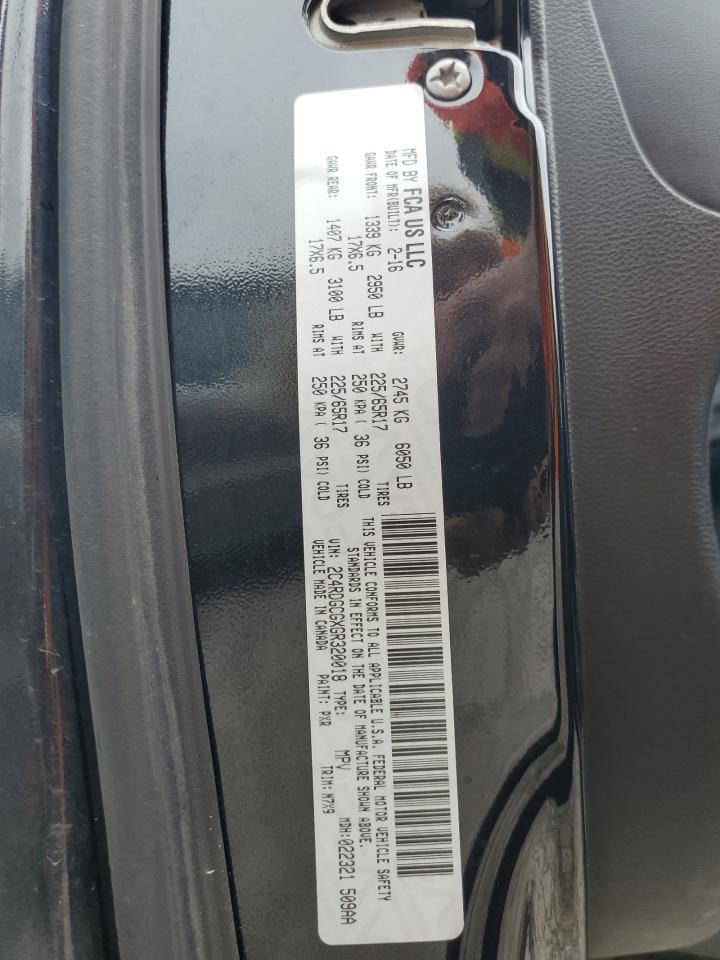 MFD BY FCA US LLC
DATE OF MFR(BUILT): 2-16 GVWR: 2745 KG 6050 LB
GAWR FRONT: 1339 KG 2950 LB WITH 225/65R17 TIRES
17X6.5 RIMS AT 250 KPA ( 36 PSI) COLD
GAWR REAR: 1407 KG 3100 LB WITH 225/65R17 TIRES
17X6.5 RIMS AT 250 KPA ( 36 PSI) COLD
THIS VEHICLE CONFORMS TO ALL APPLICABLE U.S.A. FEDERAL MOTOR VEHICLE SAFETY
STANDARDS IN EFFECT ON THE DATE OF MANUFACTURE SHOWN ABOVE.
VIN: 2C4RDGCGXGR320018 TYPE: MPV MDH:022321 509AA
VEHICLE MADE IN CANADA PAINT: PXR TRIM: N7X9